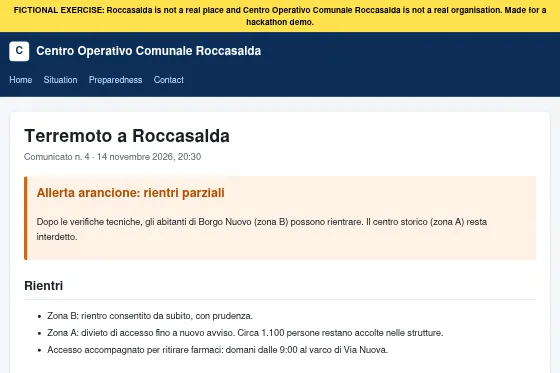 FICTIONAL EXERCISE: Roccasalda is not a real place and Centro Operativo Comunale Roccasalda is not a real organisation. Made for a
hackathon demo.
C Centro Operativo Comunale Roccasalda
Home Situation Preparedness Contact
Terremoto a Roccasalda
Comunicato n. 4 · 14 novembre 2026, 20:30
Allerta arancione: rientri parziali
Dopo le verifiche tecniche, gli abitanti di Borgo Nuovo (zona B) possono rientrare. Il centro storico (zona A) resta
interdetto.
Rientri
• Zona B: rientro consentito da subito, con prudenza.
• Zona A: divieto di accesso fino a nuovo avviso. Circa 1.100 persone restano accolte nelle strutture.
• Accesso accompagnato per ritirare farmaci: domani dalle 9:00 al varco di Via Nuova.